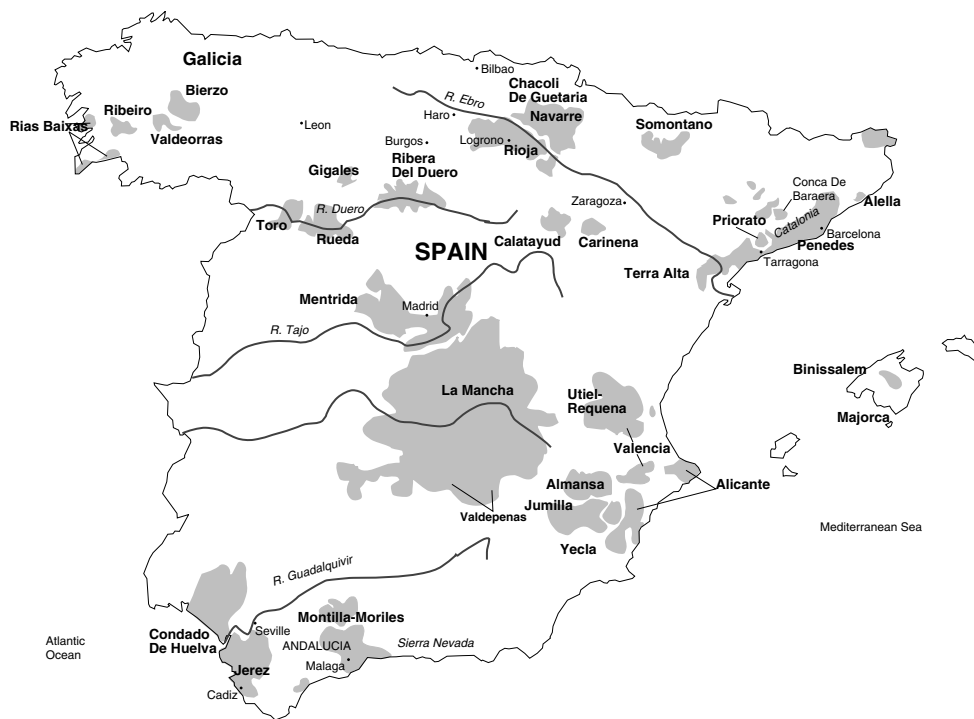 Galicia
Bilbao
Bierzo
Chacoli
De Guetaria
R. Ebro
Ribeiro
Haro
Navarre
Rias Baixas
Leon
Somontano
Valdeorras
Burgos
Logrono
Rioja
Ribera
Del Duero
Gigales
Conca De
Baraera
Alella
Zaragoza
R. Duero
Priorato
Catalonia
Toro
Rueda
Calatayud
Carinena
Barcelona
Penedes
SPAIN
Tarragona
Terra Alta
Mentrida
Madrid
R. Tajo
Binissalem
La Mancha
Utiel-
Requena
Majorca
Valencia
Almansa
Alicante
Jumilla
Valdepenas
Mediterranean Sea
Yecla
R. Guadalquivir
Montilla-Moriles
Seville
Condado
De Huelva
Atlantic
Ocean
ANDALUCIA
Sierra Nevada
Malaga
Jerez
Cadiz